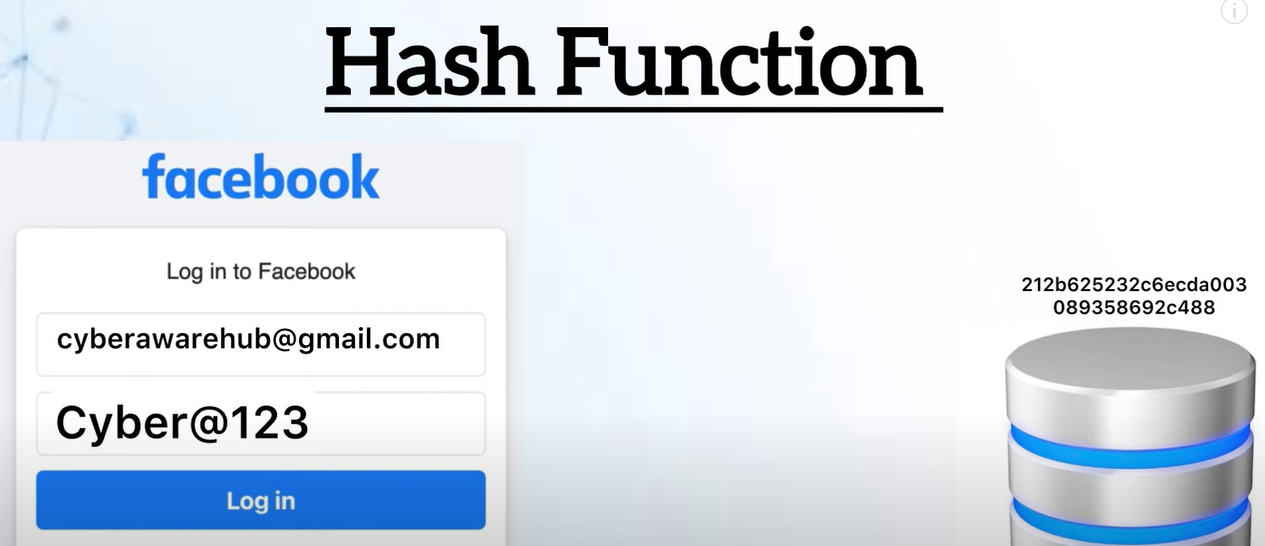 Hash Function
facebook
Log in to Facebook
cyberawarehub@gmail.com
Cyber@123
Log in
212b625232c6ecda003
089358692c488